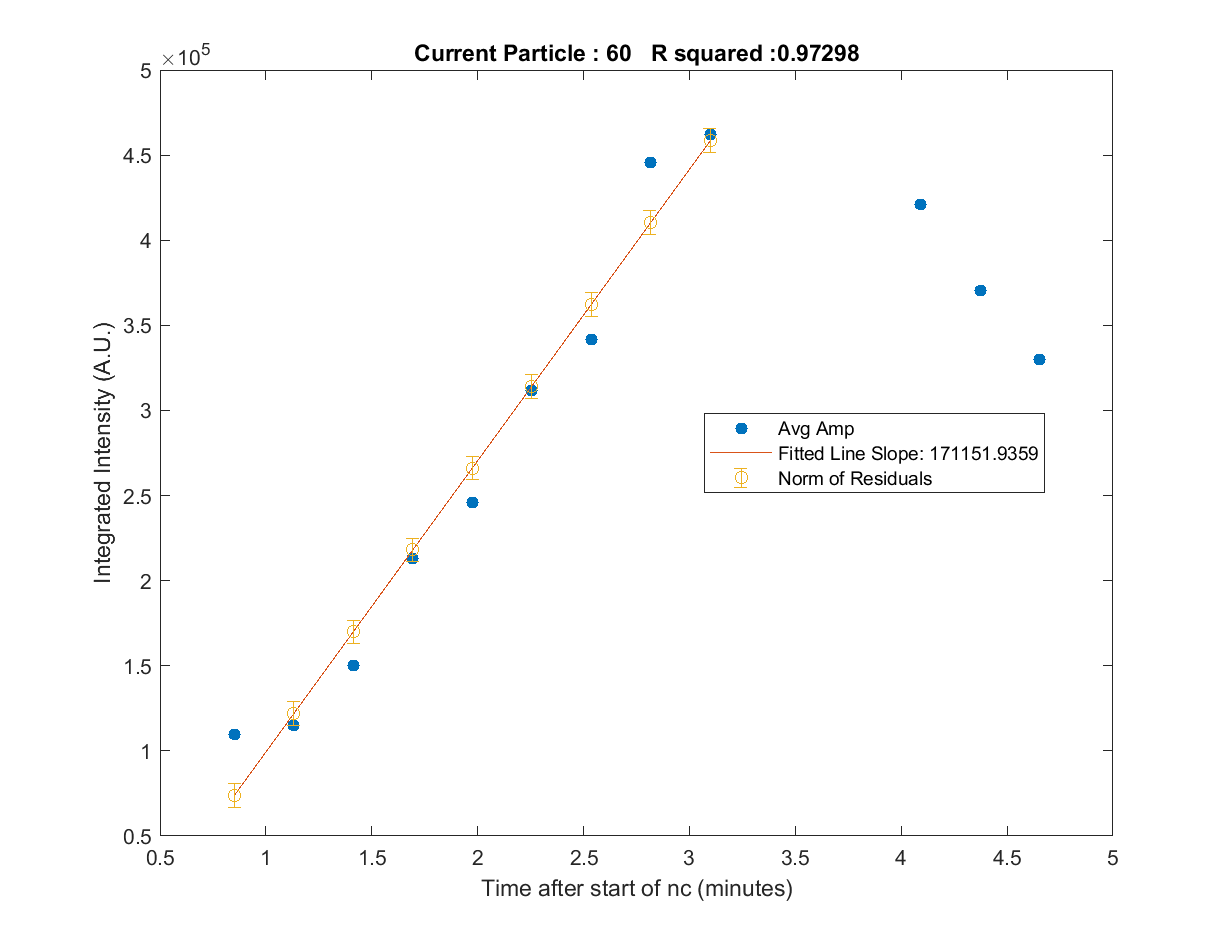 Current Particle : 60   R squared :0.97298
×10⁵
5
4.5
4
3.5
3
2.5
2
1.5
1
0.5
Integrated Intensity (A.U.)
Avg Amp
Fitted Line Slope: 171151.9359
Norm of Residuals
0.5 1 1.5 2 2.5 3 3.5 4 4.5 5
Time after start of nc (minutes)